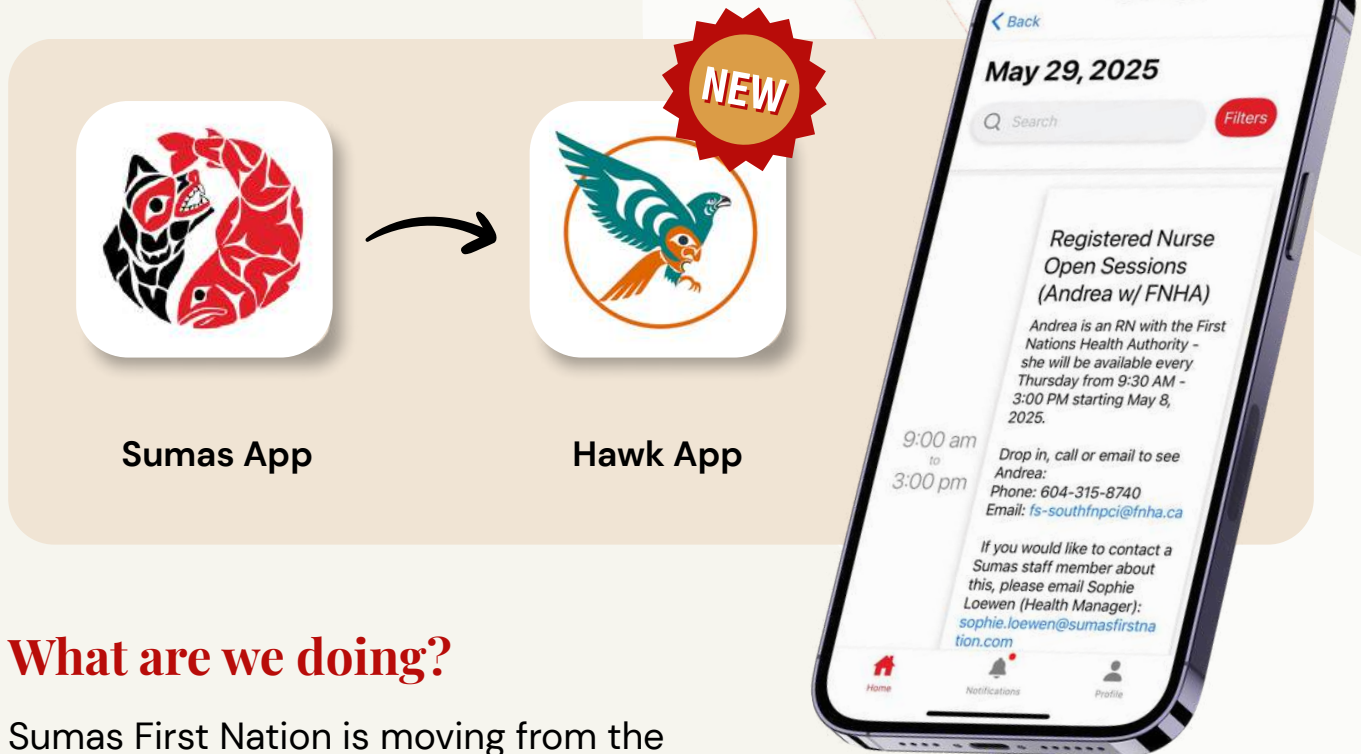 NEW
Sumas App
Hawk App
Back
May 29, 2025
Search
Filters
9:00 am
to
3:00 pm
Registered Nurse
Open Sessions
(Andrea w/ FNHA)
Andrea is an RN with the First
Nations Health Authority -
she will be available every
Thursday from 9:30 AM -
3:00 PM starting May 8,
2025.
Drop in, call or email to see
Andrea:
Phone: 604-315-8740
Email: fs-southfnpci@fnha.ca
If you would like to contact a
Sumas staff member about
this, please email Sophie
Loewen (Health Manager):
sophie.loewen@sumasfirstna
tion.com
Home
Notifications
Profile
What are we doing?
Sumas First Nation is moving from the